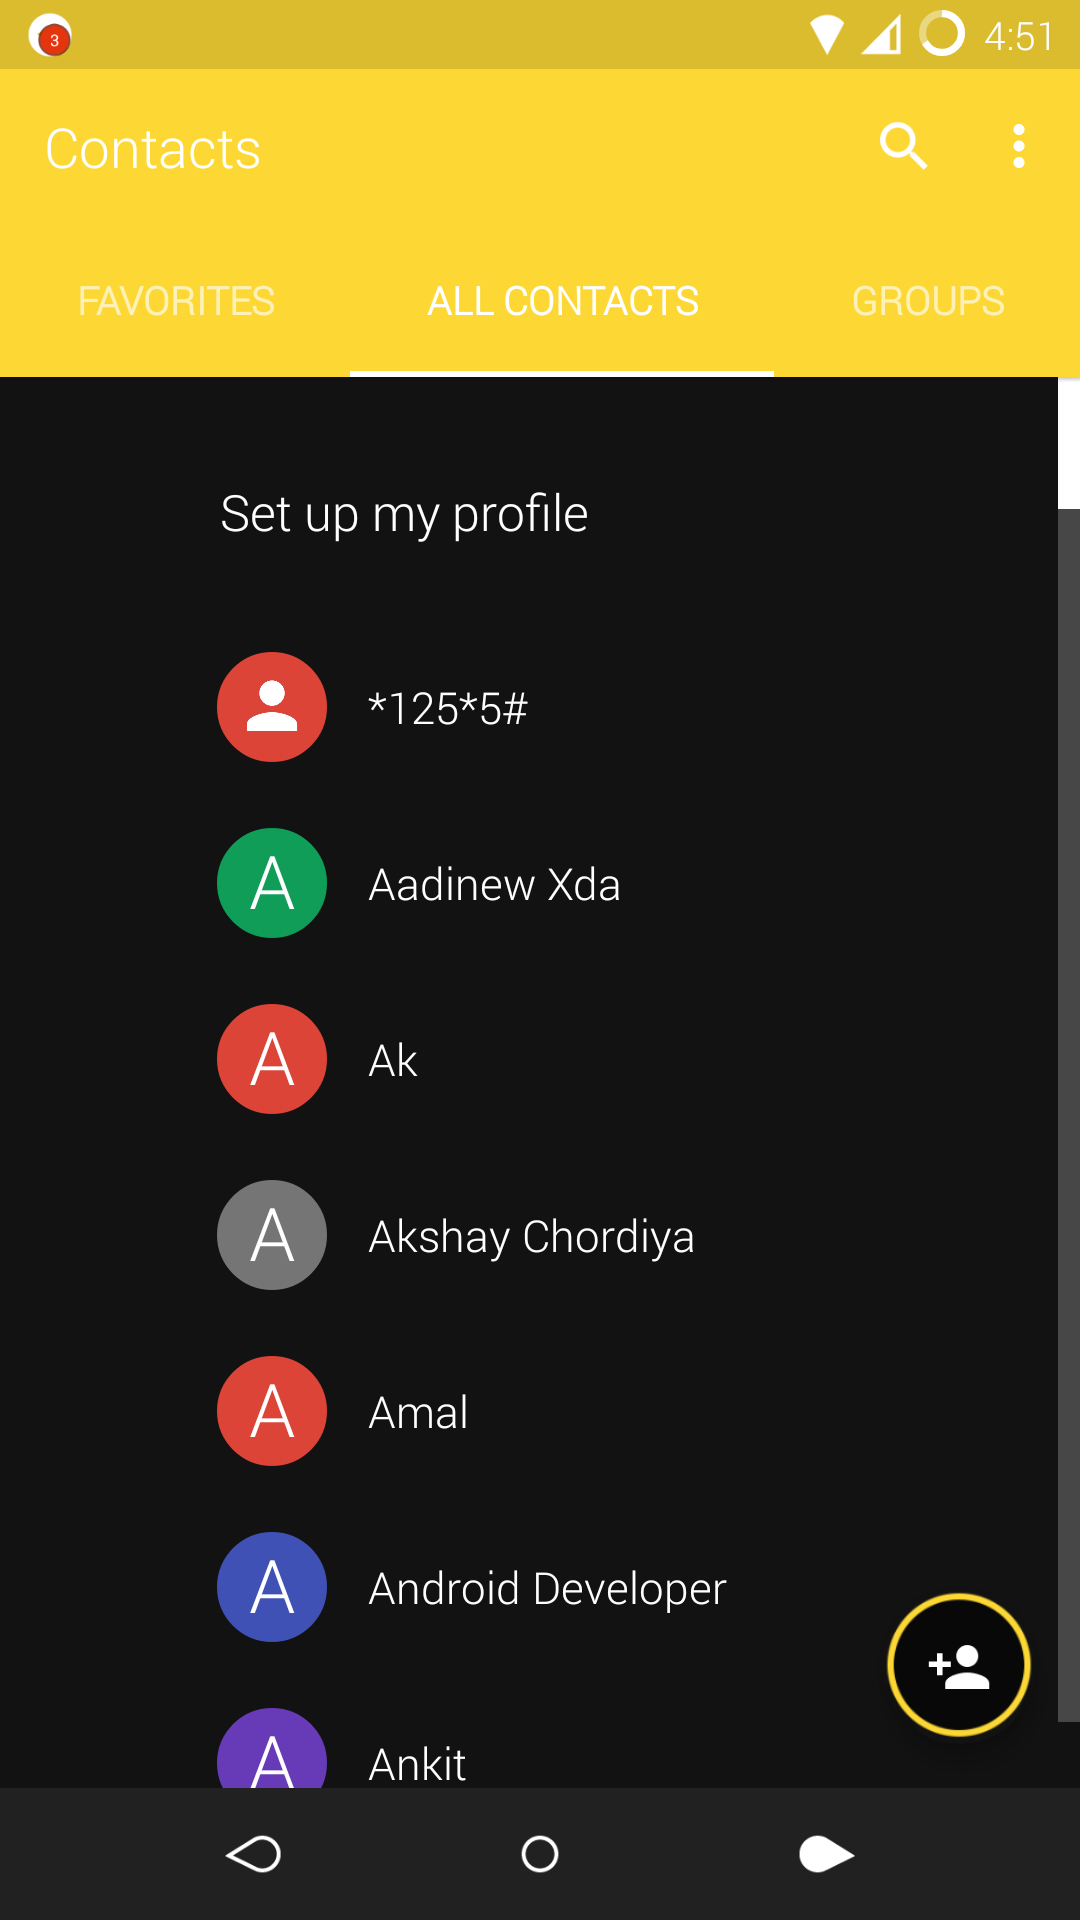 3
4:51
Contacts
FAVORITES
ALL CONTACTS
GROUPS
Set up my profile
*125*5#
A
Aadinew Xda
A
Ak
A
Akshay Chordiya
A
Amal
A
Android Developer
A
Ankit